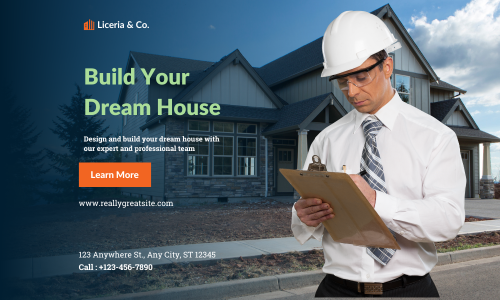 Liceria & Co.
Build Your
Dream House
Design and build your dream house with
our expert and professional team
Learn More
www.reallygreatsite.com
123 Anywhere St., Any City, ST 12345
Call : +123-456-7890